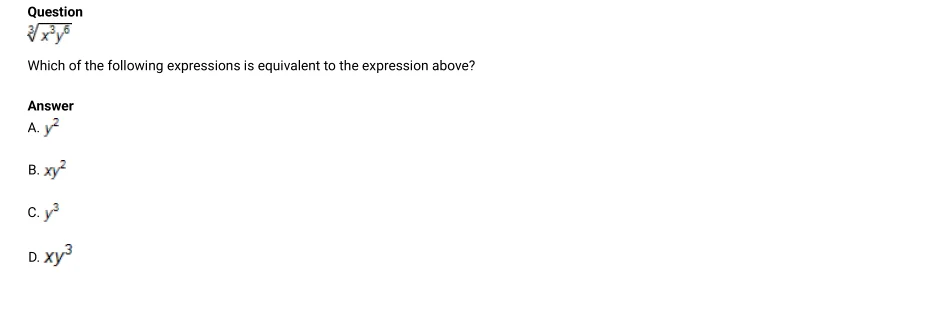 Question
∛x³y⁶
Which of the following expressions is equivalent to the expression above?
Answer
A. y²
B. xy²
C. y³
D. xy³